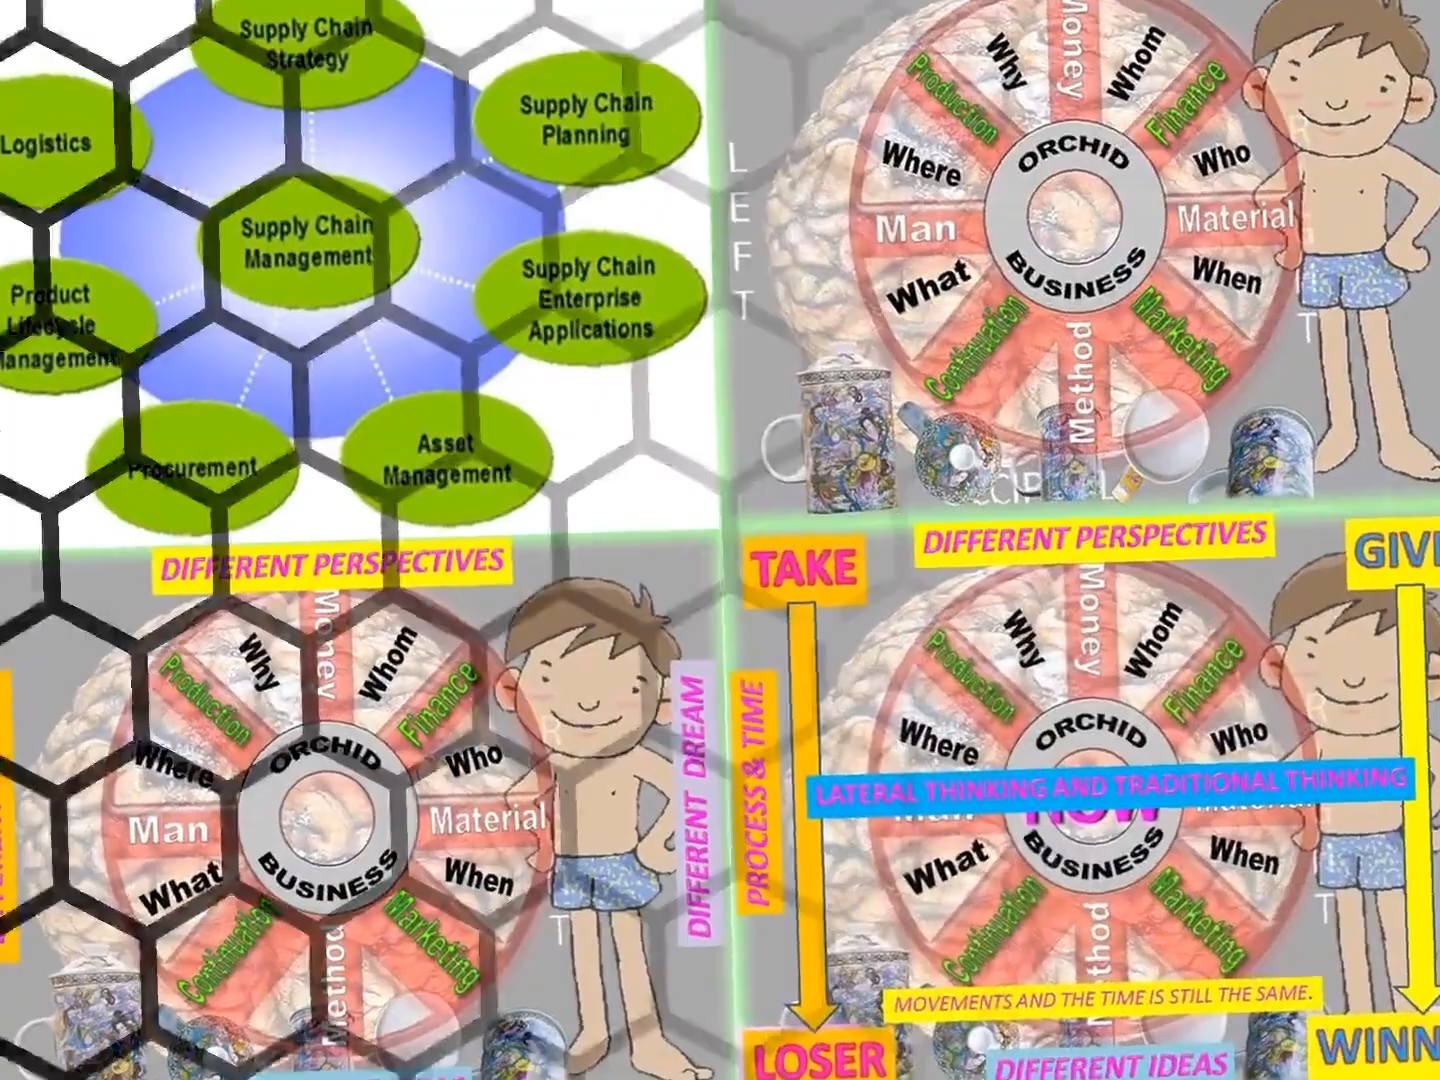 Supply Chain
Strategy
Logistics
Supply Chain
Planning
Supply Chain
Management
Product
Lifecycle
Management
Supply Chain
Enterprise
Applications
Procurement
Asset
Management
L
E
F
T
Money
Why
Whom
Production
Finance
Where
Who
ORCHID
Man
Material
BUSINESS
What
When
Continuation
Marketing
Method
R
T
DIFFERENT PERSPECTIVES
Money
Why
Whom
Production
Finance
Where
Who
ORCHID
Man
Material
BUSINESS
What
When
Continuation
Marketing
Method
R
T
DIFFERENT DREAM
DIFFERENT PERSPECTIVES
TAKE
PROCESS & TIME
Money
Why
Whom
Production
Finance
Where
Who
ORCHID
LATERAL THINKING AND TRADITIONAL THINKING
BUSINESS
What
When
Continuation
Marketing
T
MOVEMENTS AND THE TIME IS STILL THE SAME.
LOSER
DIFFERENT IDEAS